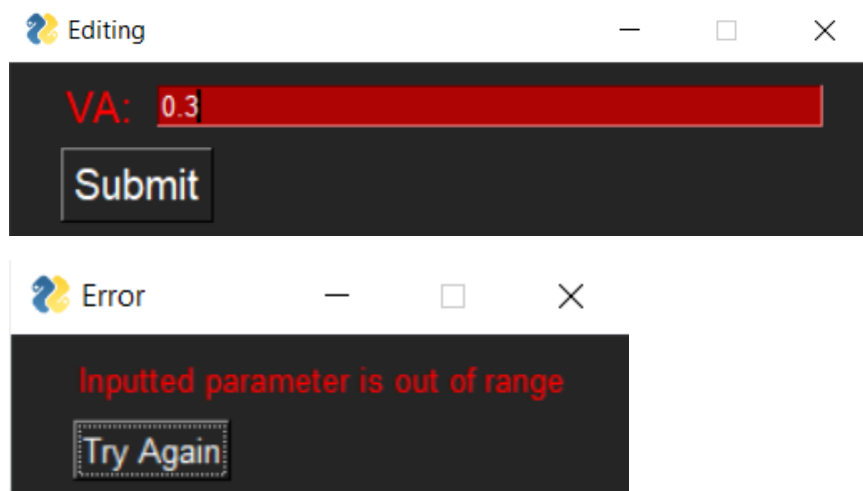 Editing
VA: 0.3
Submit
Error
Inputted parameter is out of range
Try Again